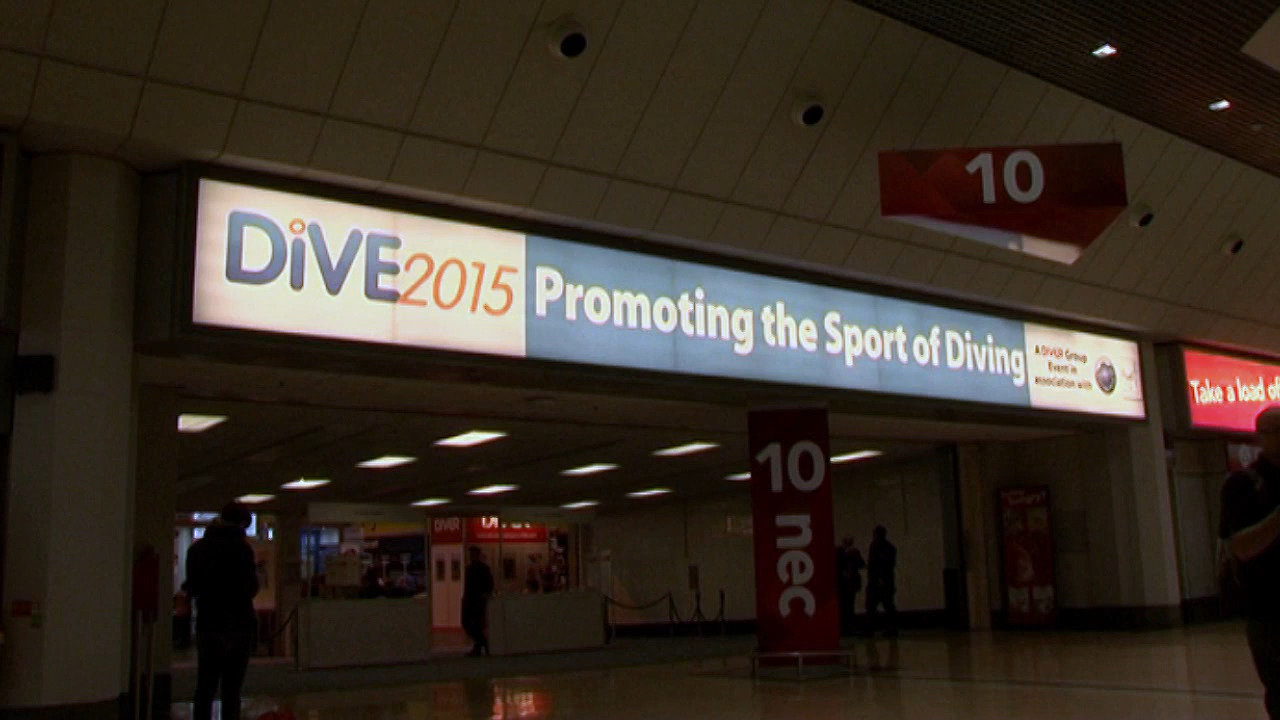 10
DiVE2015
Promoting the Sport of Diving
A DIVER Group
Event in
association with
Take a load of
10
nec
DIVER